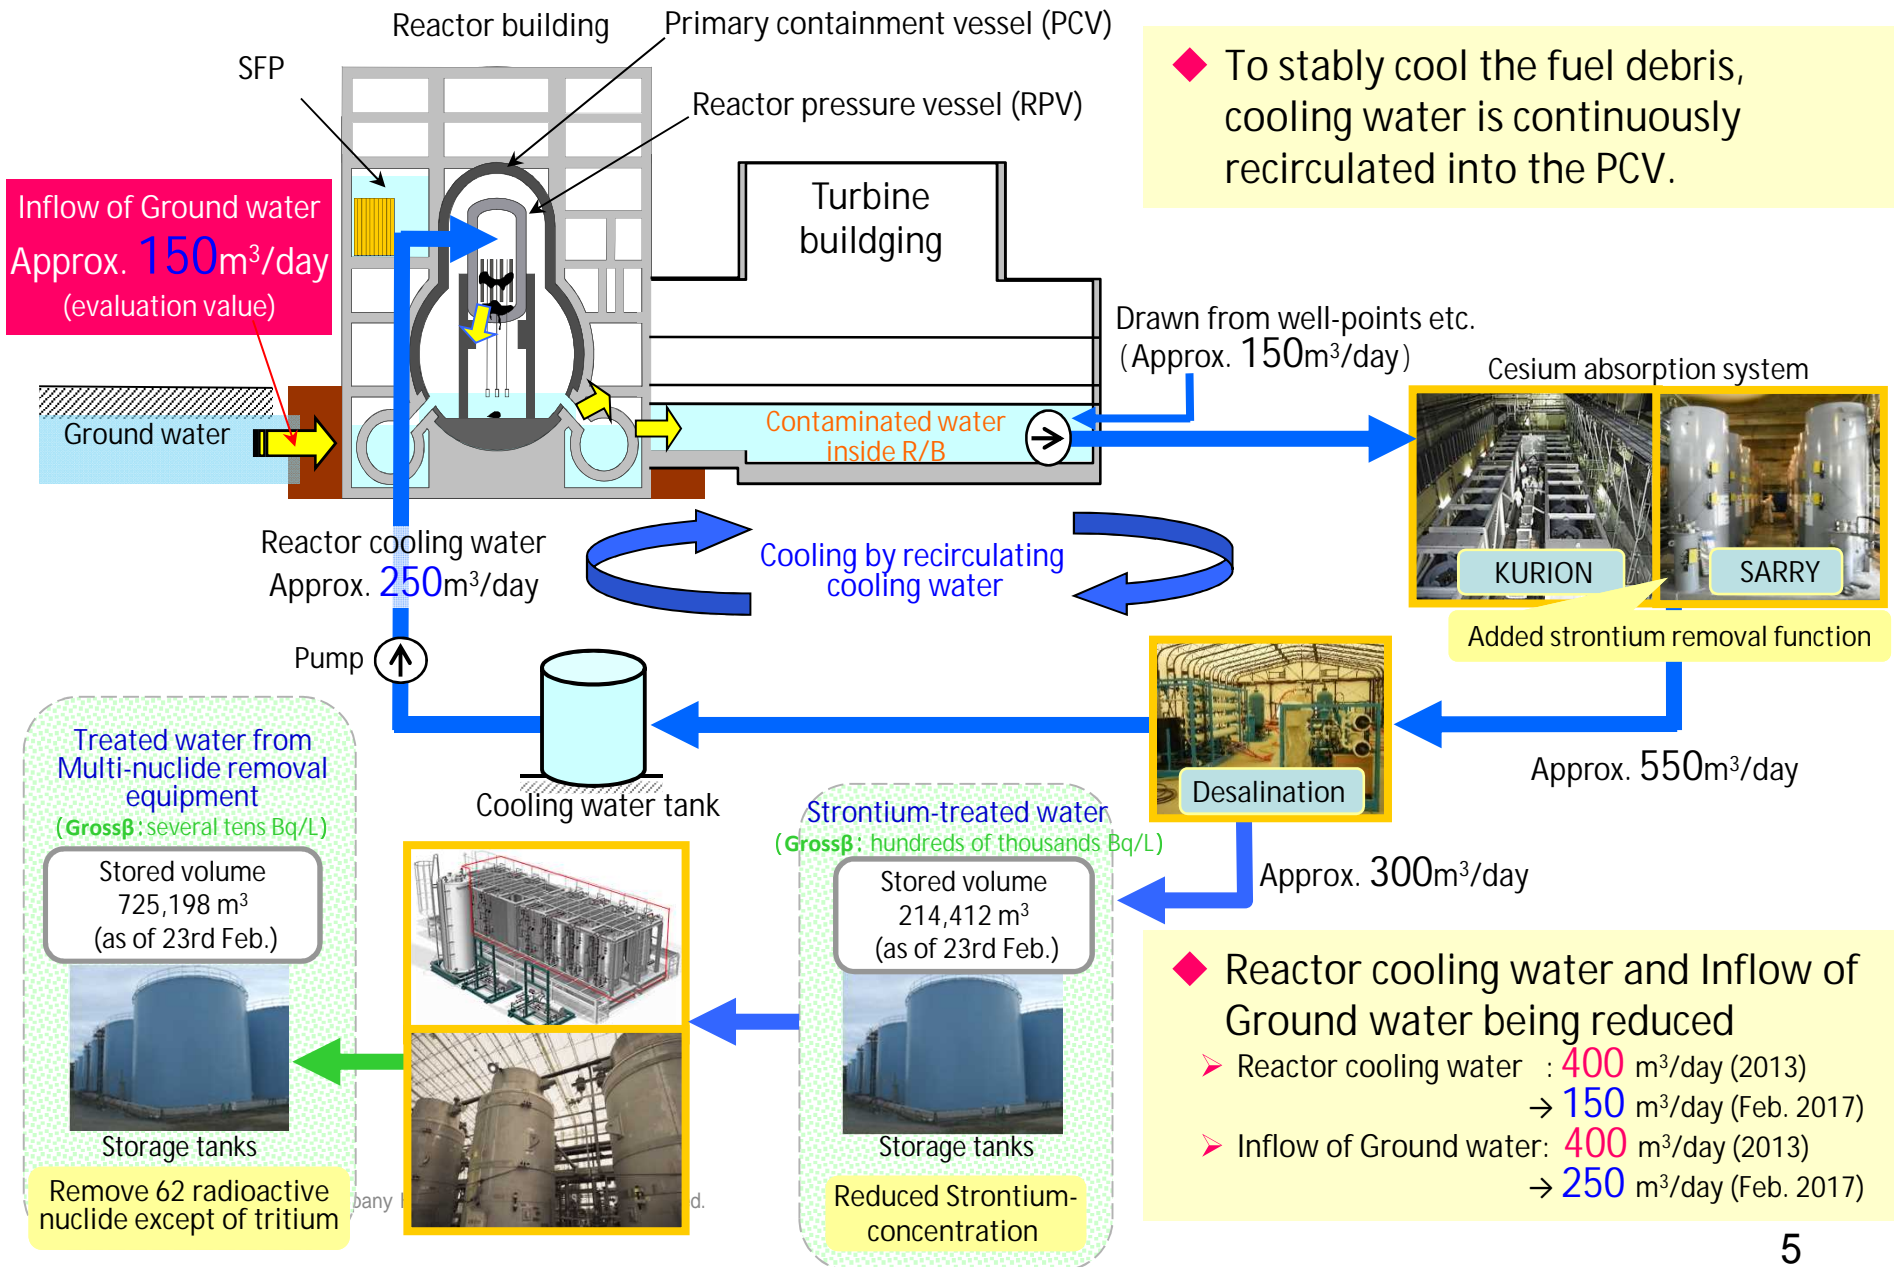 Reactor building
Primary containment vessel (PCV)
SFP
Reactor pressure vessel (RPV)
◆ To stably cool the fuel debris,
cooling water is continuously
recirculated into the PCV.
Inflow of Ground water
Approx. 150m³/day
(evaluation value)
Turbine
buildging
Drawn from well-points etc.
(Approx. 150m³/day)
Cesium absorption system
Ground water
Contaminated water
inside R/B
KURION
SARRY
Added strontium removal function
Reactor cooling water
Approx. 250m³/day
Cooling by recirculating
cooling water
Pump
Approx. 550m³/day
Desalination
Cooling water tank
Treated water from
Multi-nuclide removal
equipment
(Grossβ: several tens Bq/L)
Stored volume
725,198 m³
(as of 23rd Feb.)
Storage tanks
Remove 62 radioactive
nuclide except of tritium
Strontium-treated water
(Grossβ: hundreds of thousands Bq/L)
Stored volume
214,412 m³
(as of 23rd Feb.)
Storage tanks
Reduced Strontium-
concentration
Approx. 300m³/day
◆ Reactor cooling water and Inflow of
Ground water being reduced
➢ Reactor cooling water : 400 m³/day (2013)
→ 150 m³/day (Feb. 2017)
➢ Inflow of Ground water: 400 m³/day (2013)
→ 250 m³/day (Feb. 2017)
5